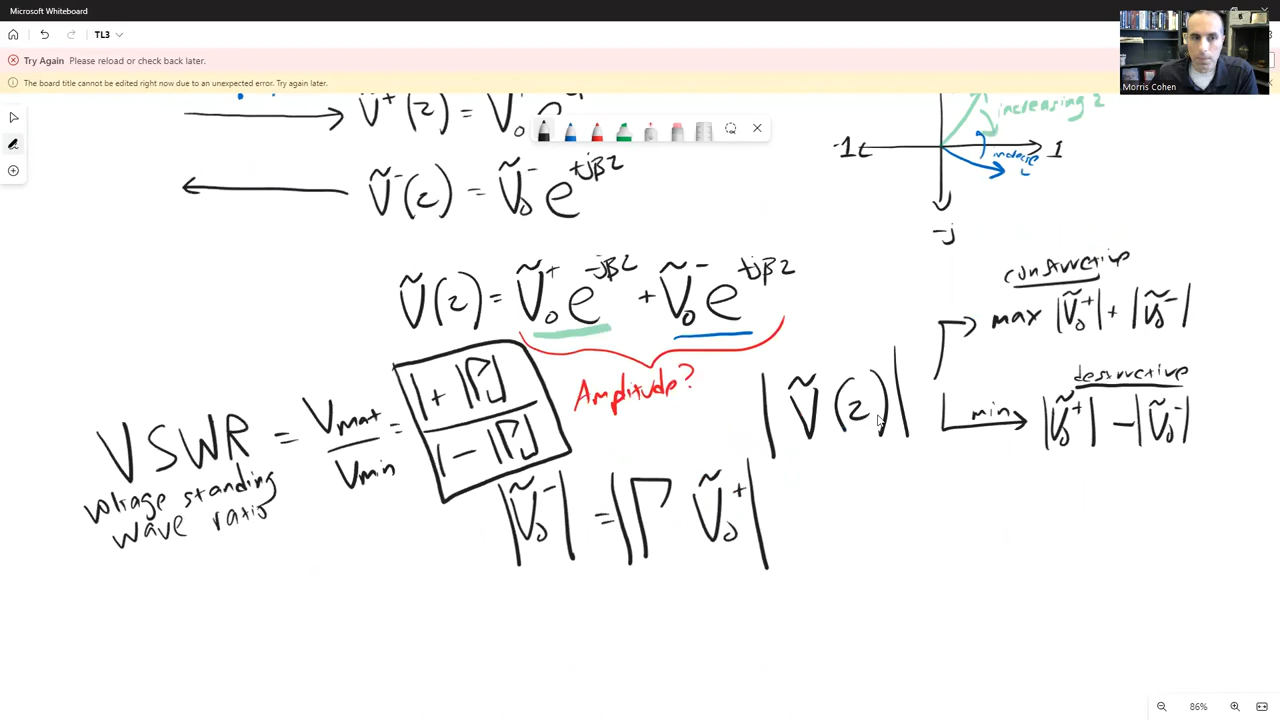 Microsoft Whiteboard
TL3
Try Again Please reload or check back later.
The board title cannot be edited right now due to an unexpected error. Try again later.
Morris Cohen
Ṽ⁺(z) = V₀⁺ e
Ṽ⁻(z) = Ṽ₀⁻ e^{+jβz}
increasing z
-1
1
-j
Ṽ(z) = Ṽ₀⁺ e^{-jβz} + Ṽ₀⁻ e^{+jβz}
Amplitude?
constructive
max |Ṽ₀⁺| + |Ṽ₀⁻|
|Ṽ(z)|
destructive
min |Ṽ₀⁺| - |Ṽ₀⁻|
VSWR = Vmax / Vmin = 1 + |Γ| / 1 - |Γ|
voltage standing
wave ratio
|Ṽ₀⁻| = |Γ Ṽ₀⁺|
86%